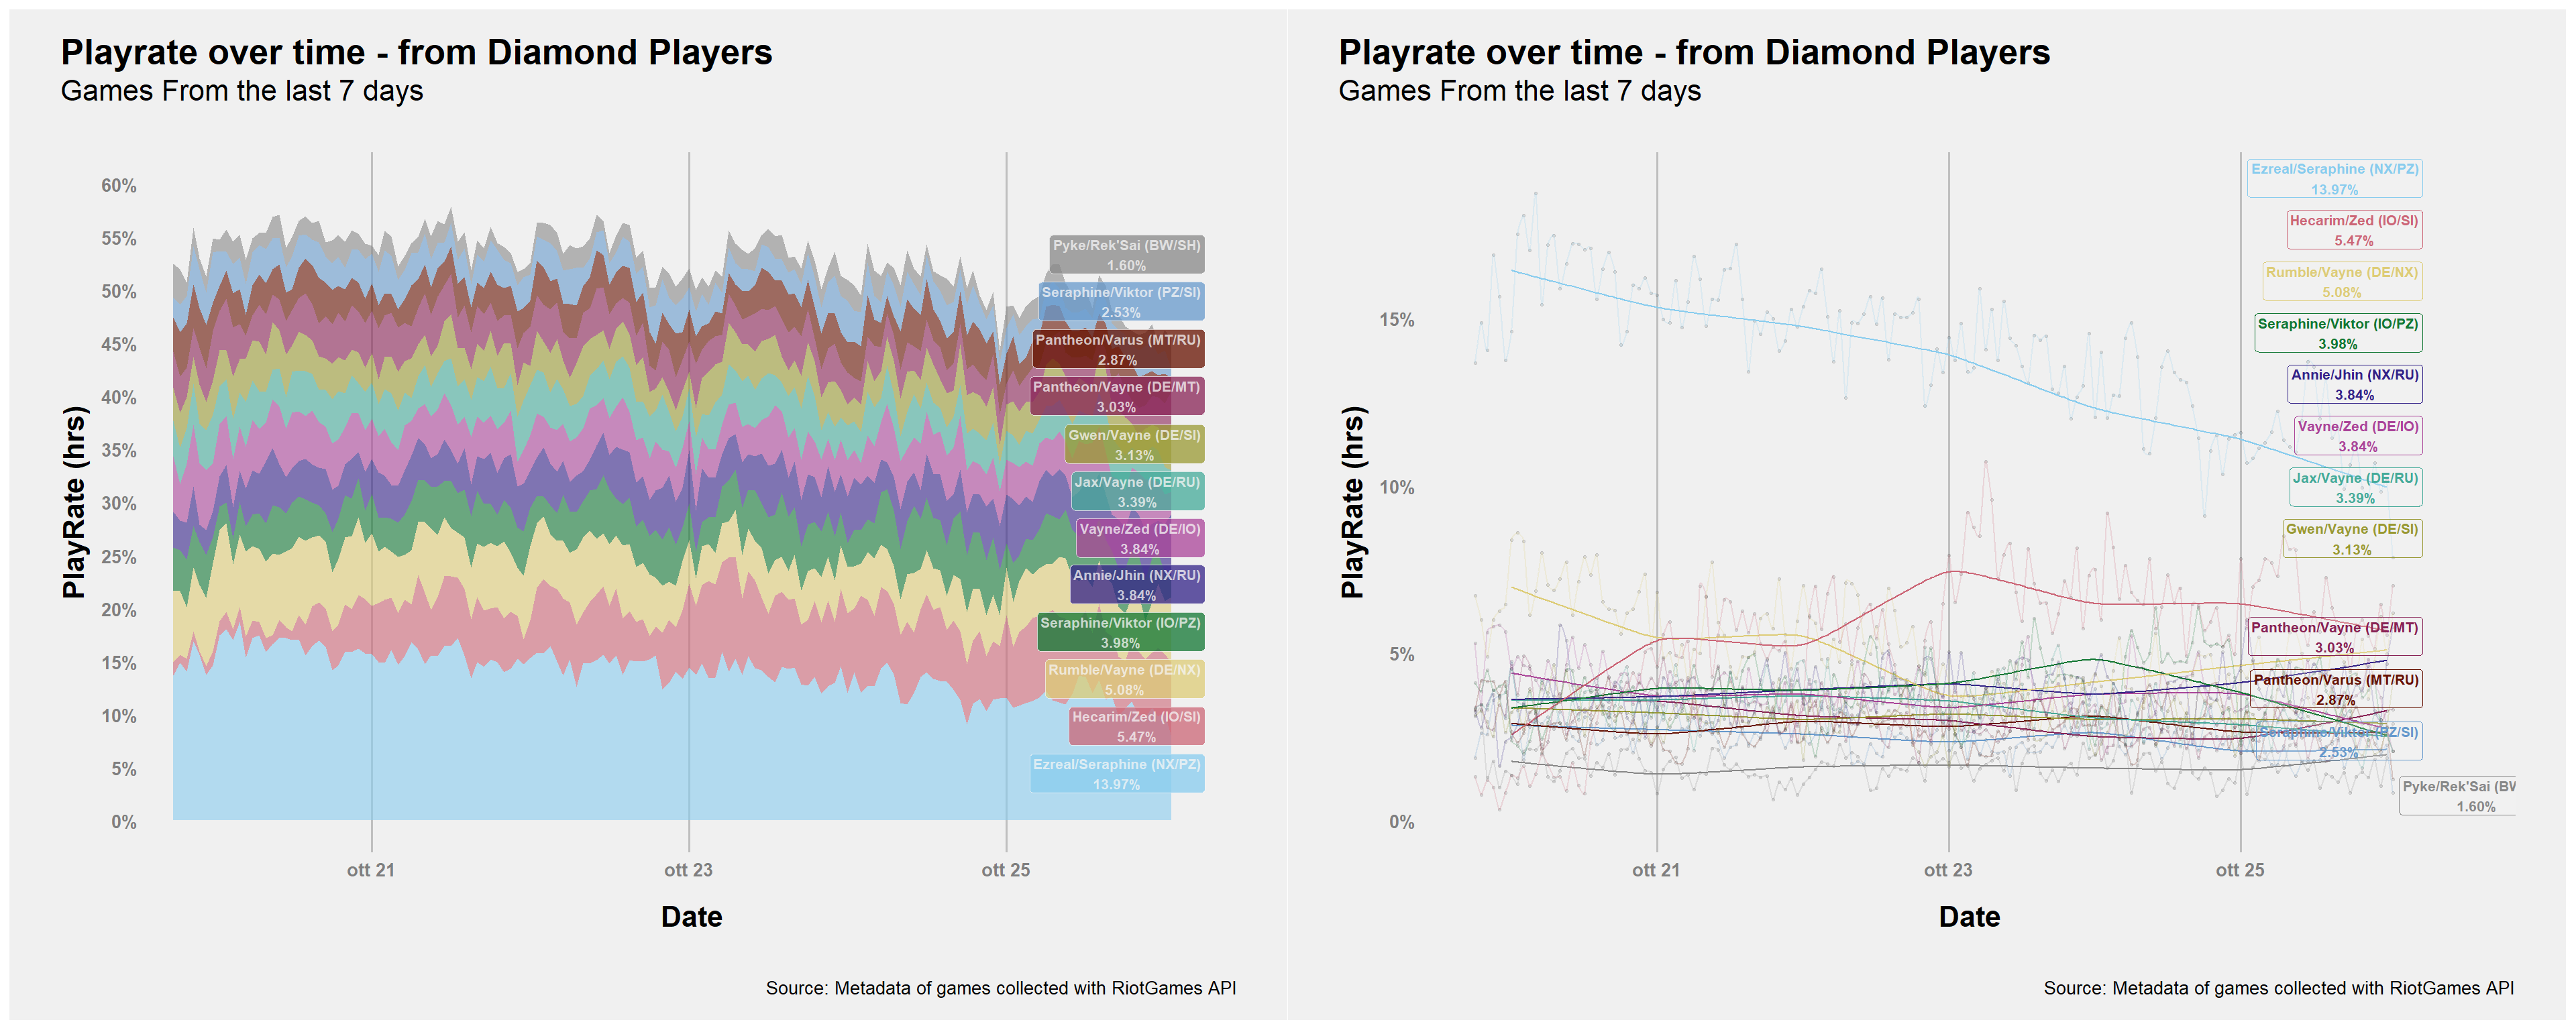 Playrate over time - from Diamond Players
Games From the last 7 days
60%
55%
50%
45%
40%
35%
30%
25%
20%
15%
10%
5%
0%
PlayRate (hrs)
Pyke/Rek'Sai (BW/SH)
1.60%
Seraphine/Viktor (PZ/SI)
2.53%
Pantheon/Varus (MT/RU)
2.87%
Pantheon/Vayne (DE/MT)
3.03%
Gwen/Vayne (DE/SI)
3.13%
Jax/Vayne (DE/RU)
3.39%
Vayne/Zed (DE/IO)
3.84%
Annie/Jhin (NX/RU)
3.84%
Seraphine/Viktor (IO/PZ)
3.98%
Rumble/Vayne (DE/NX)
5.08%
Hecarim/Zed (IO/SI)
5.47%
Ezreal/Seraphine (NX/PZ)
13.97%
ott 21
ott 23
ott 25
Date
Source: Metadata of games collected with RiotGames API
Playrate over time - from Diamond Players
Games From the last 7 days
15%
10%
5%
0%
PlayRate (hrs)
Ezreal/Seraphine (NX/PZ)
13.97%
Hecarim/Zed (IO/SI)
5.47%
Rumble/Vayne (DE/NX)
5.08%
Seraphine/Viktor (IO/PZ)
3.98%
Annie/Jhin (NX/RU)
3.84%
Vayne/Zed (DE/IO)
3.84%
Jax/Vayne (DE/RU)
3.39%
Gwen/Vayne (DE/SI)
3.13%
Pantheon/Vayne (DE/MT)
3.03%
Pantheon/Varus (MT/RU)
2.87%
Seraphine/Viktor (PZ/SI)
2.53%
Pyke/Rek'Sai (BW
1.60%
ott 21
ott 23
ott 25
Date
Source: Metadata of games collected with RiotGames API